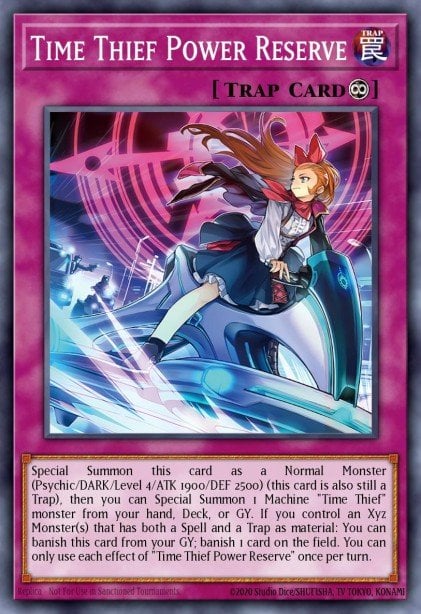 TIME THIEF POWER RESERVE
TRAP
罠
[TRAP CARD ]
Special Summon this card as a Normal Monster
(Psychic/DARK/Level 4/ATK 1900/DEF 2500) (this card is also still a
Trap), then you can Special Summon 1 Machine "Time Thief"
monster from your hand, Deck, or GY. If you control an Xyz
Monster(s) that has both a Spell and a Trap as material: You can
banish this card from your GY; banish 1 card on the field. You can
only use each effect of "Time Thief Power Reserve" once per turn.
Replica - Not For Use in Sanctioned Tournaments
©2020 Studio Dice/SHUEISHA, TV TOKYO, KONAMI